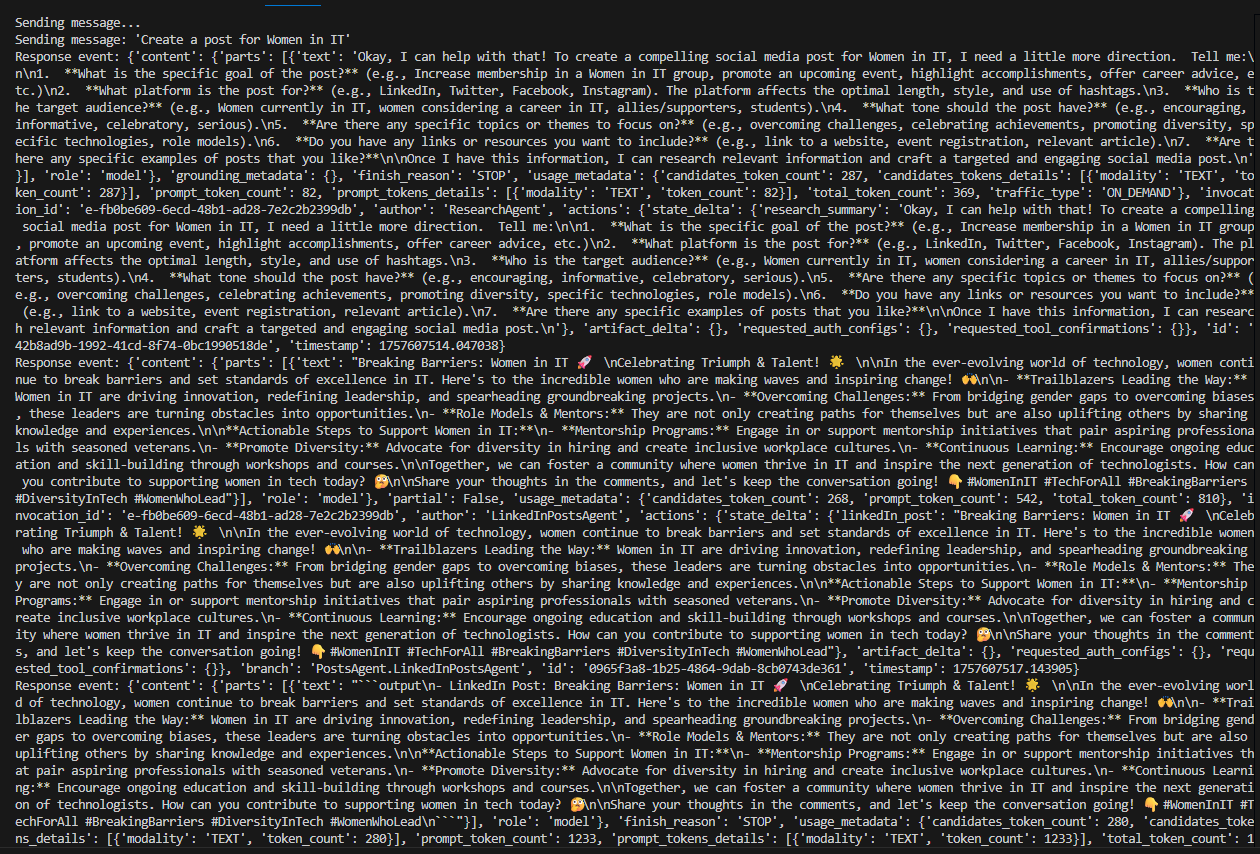 Sending message...
Sending message: 'Create a post for Women in IT'
Response event: {'content': {'parts': [{'text': 'Okay, I can help with that! To create a compelling social media post for Women in IT, I need a little more direction.  Tell me:\
n\n1.  **What is the specific goal of the post?** (e.g., Increase membership in a Women in IT group, promote an upcoming event, highlight accomplishments, offer career advice, e
tc.)\n2.  **What platform is the post for?** (e.g., LinkedIn, Twitter, Facebook, Instagram). The platform affects the optimal length, style, and use of hashtags.\n3.  **Who is t
he target audience?** (e.g., Women currently in IT, women considering a career in IT, allies/supporters, students).\n4.  **What tone should the post have?** (e.g., encouraging,
informative, celebratory, serious).\n5.  **Are there any specific topics or themes to focus on?** (e.g., overcoming challenges, celebrating achievements, promoting diversity, sp
ecific technologies, role models).\n6.  **Do you have any links or resources you want to include?** (e.g., link to a website, event registration, relevant article).\n7.  **Are t
here any specific examples of posts that you like?**\n\nOnce I have this information, I can research relevant information and craft a targeted and engaging social media post.\n'
}], 'role': 'model'}, 'grounding_metadata': {}, 'finish_reason': 'STOP', 'usage_metadata': {'candidates_token_count': 287, 'candidates_tokens_details': [{'modality': 'TEXT', 'to
ken_count': 287}], 'prompt_token_count': 82, 'prompt_tokens_details': [{'modality': 'TEXT', 'token_count': 82}], 'total_token_count': 369, 'traffic_type': 'ON_DEMAND'}, 'invocat
ion_id': 'e-fb0be609-6ecd-48b1-ad28-7e2c2b2399db', 'author': 'ResearchAgent', 'actions': {'state_delta': {'research_summary': 'Okay, I can help with that! To create a compelling
 social media post for Women in IT, I need a little more direction.  Tell me:\n\n1.  **What is the specific goal of the post?** (e.g., Increase membership in a Women in IT group
, promote an upcoming event, highlight accomplishments, offer career advice, etc.)\n2.  **What platform is the post for?** (e.g., LinkedIn, Twitter, Facebook, Instagram). The pl
atform affects the optimal length, style, and use of hashtags.\n3.  **Who is the target audience?** (e.g., Women currently in IT, women considering a career in IT, allies/suppor
ters, students).\n4.  **What tone should the post have?** (e.g., encouraging, informative, celebratory, serious).\n5.  **Are there any specific topics or themes to focus on?** (
e.g., overcoming challenges, celebrating achievements, promoting diversity, specific technologies, role models).\n6.  **Do you have any links or resources you want to include?**
 (e.g., link to a website, event registration, relevant article).\n7.  **Are there any specific examples of posts that you like?**\n\nOnce I have this information, I can researc
h relevant information and craft a targeted and engaging social media post.\n'}, 'artifact_delta': {}, 'requested_auth_configs': {}, 'requested_tool_confirmations': {}}, 'id': '
42b8ad9b-1992-41cd-8f74-0bc1990518de', 'timestamp': 1757607514.047038}
Response event: {'content': {'parts': [{'text': "Breaking Barriers: Women in IT 🚀  \nCelebrating Triumph & Talent! 🌟  \n\nIn the ever-evolving world of technology, women conti
nue to break barriers and set standards of excellence in IT. Here's to the incredible women who are making waves and inspiring change! 🙌\n\n- **Trailblazers Leading the Way:**
Women in IT are driving innovation, redefining leadership, and spearheading groundbreaking projects.\n- **Overcoming Challenges:** From bridging gender gaps to overcoming biases
, these leaders are turning obstacles into opportunities.\n- **Role Models & Mentors:** They are not only creating paths for themselves but are also uplifting others by sharing
knowledge and experiences.\n\n**Actionable Steps to Support Women in IT:**\n- **Mentorship Programs:** Engage in or support mentorship initiatives that pair aspiring professiona
ls with seasoned veterans.\n- **Promote Diversity:** Advocate for diversity in hiring and create inclusive workplace cultures.\n- **Continuous Learning:** Encourage ongoing educ
ation and skill-building through workshops and courses.\n\nTogether, we can foster a community where women thrive in IT and inspire the next generation of technologists. How can
 you contribute to supporting women in tech today? 🤔\n\nShare your thoughts in the comments, and let's keep the conversation going! 👇 #WomenInIT #TechForAll #BreakingBarriers
#DiversityInTech #WomenWhoLead"}], 'role': 'model'}, 'partial': False, 'usage_metadata': {'candidates_token_count': 268, 'prompt_token_count': 542, 'total_token_count': 810}, 'i
nvocation_id': 'e-fb0be609-6ecd-48b1-ad28-7e2c2b2399db', 'author': 'LinkedInPostsAgent', 'actions': {'state_delta': {'linkedIn_post': "Breaking Barriers: Women in IT 🚀  \nCeleb
rating Triumph & Talent! 🌟  \n\nIn the ever-evolving world of technology, women continue to break barriers and set standards of excellence in IT. Here's to the incredible women
 who are making waves and inspiring change! 🙌\n\n- **Trailblazers Leading the Way:** Women in IT are driving innovation, redefining leadership, and spearheading groundbreaking
projects.\n- **Overcoming Challenges:** From bridging gender gaps to overcoming biases, these leaders are turning obstacles into opportunities.\n- **Role Models & Mentors:** The
y are not only creating paths for themselves but are also uplifting others by sharing knowledge and experiences.\n\n**Actionable Steps to Support Women in IT:**\n- **Mentorship
Programs:** Engage in or support mentorship initiatives that pair aspiring professionals with seasoned veterans.\n- **Promote Diversity:** Advocate for diversity in hiring and c
reate inclusive workplace cultures.\n- **Continuous Learning:** Encourage ongoing education and skill-building through workshops and courses.\n\nTogether, we can foster a commun
ity where women thrive in IT and inspire the next generation of technologists. How can you contribute to supporting women in tech today? 🤔\n\nShare your thoughts in the comment
s, and let's keep the conversation going! 👇 #WomenInIT #TechForAll #BreakingBarriers #DiversityInTech #WomenWhoLead"}, 'artifact_delta': {}, 'requested_auth_configs': {}, 'requ
ested_tool_confirmations': {}}, 'branch': 'PostsAgent.LinkedInPostsAgent', 'id': '0965f3a8-1b25-4864-9dab-8cb0743de361', 'timestamp': 1757607517.143905}
Response event: {'content': {'parts': [{'text': "```output\n- LinkedIn Post: Breaking Barriers: Women in IT 🚀  \nCelebrating Triumph & Talent! 🌟  \n\nIn the ever-evolving worl
d of technology, women continue to break barriers and set standards of excellence in IT. Here's to the incredible women who are making waves and inspiring change! 🙌\n\n- **Trai
lblazers Leading the Way:** Women in IT are driving innovation, redefining leadership, and spearheading groundbreaking projects.\n- **Overcoming Challenges:** From bridging gend
er gaps to overcoming biases, these leaders are turning obstacles into opportunities.\n- **Role Models & Mentors:** They are not only creating paths for themselves but are also
uplifting others by sharing knowledge and experiences.\n\n**Actionable Steps to Support Women in IT:**\n- **Mentorship Programs:** Engage in or support mentorship initiatives th
at pair aspiring professionals with seasoned veterans.\n- **Promote Diversity:** Advocate for diversity in hiring and create inclusive workplace cultures.\n- **Continuous Learni
ng:** Encourage ongoing education and skill-building through workshops and courses.\n\nTogether, we can foster a community where women thrive in IT and inspire the next generati
on of technologists. How can you contribute to supporting women in tech today? 🤔\n\nShare your thoughts in the comments, and let's keep the conversation going! 👇 #WomenInIT #T
echForAll #BreakingBarriers #DiversityInTech #WomenWhoLead\n```"}], 'role': 'model'}, 'finish_reason': 'STOP', 'usage_metadata': {'candidates_token_count': 280, 'candidates_toke
ns_details': [{'modality': 'TEXT', 'token_count': 280}], 'prompt_token_count': 1233, 'prompt_tokens_details': [{'modality': 'TEXT', 'token_count': 1233}], 'total_token_count': 1